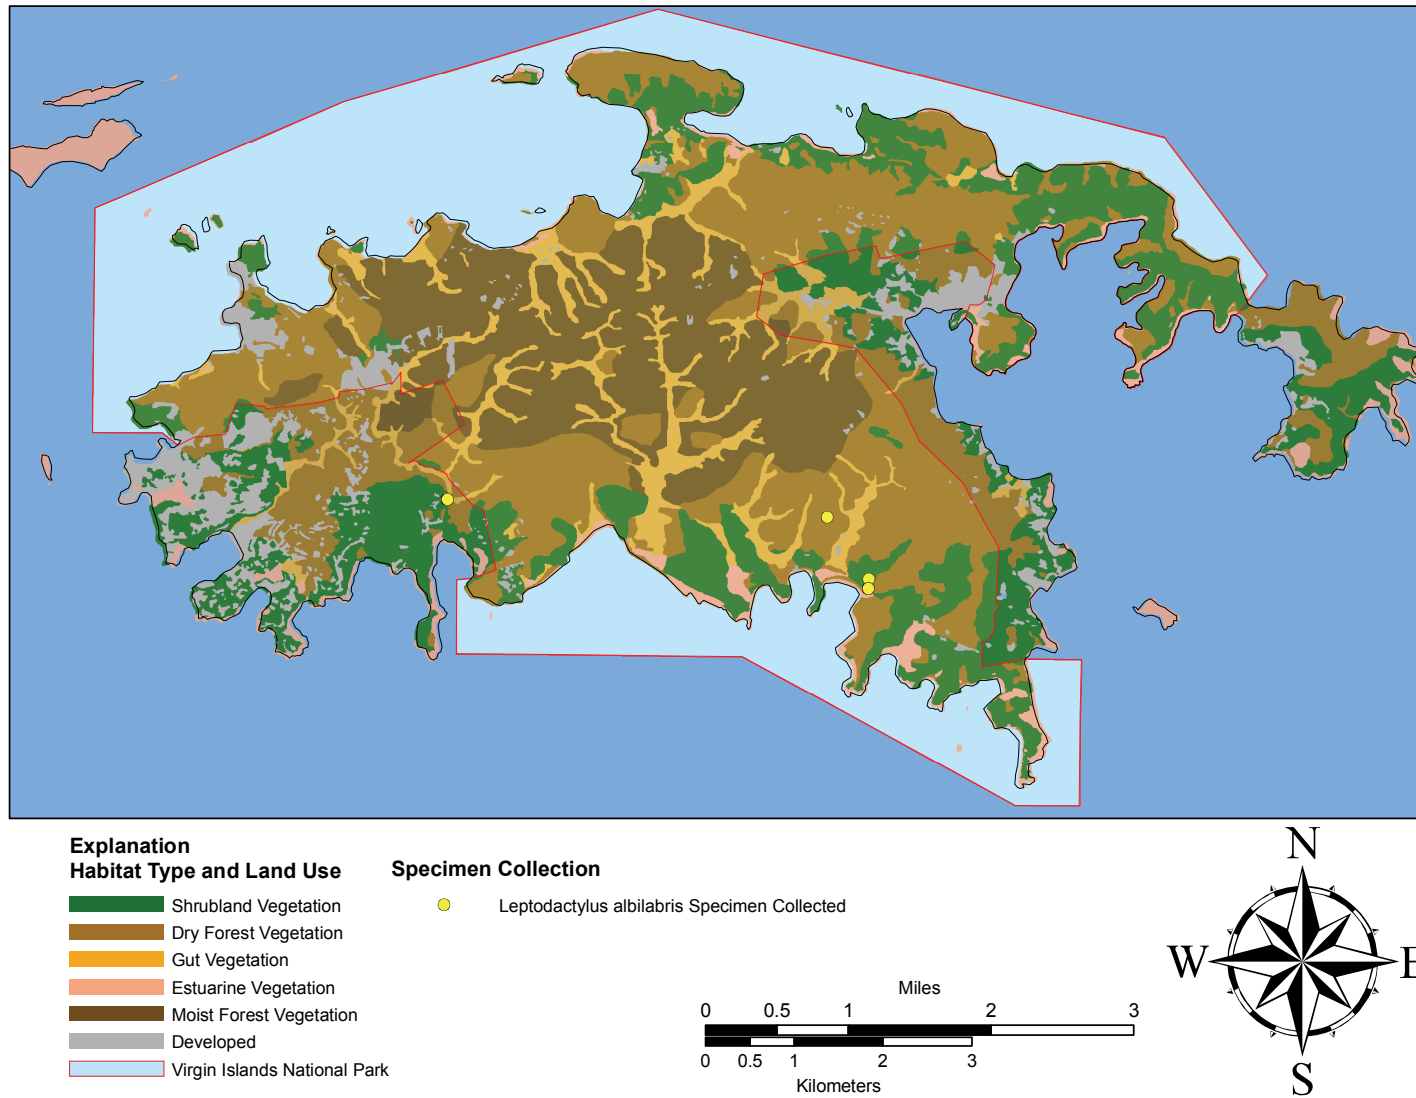 Explanation
Habitat Type and Land Use
Shrubland Vegetation
Dry Forest Vegetation
Gut Vegetation
Estuarine Vegetation
Moist Forest Vegetation
Developed
Virgin Islands National Park
Specimen Collection
Leptodactylus albilabris Specimen Collected
Miles
0 0.5 1 2 3
0 0.5 1 2 3
Kilometers
N
W E
S